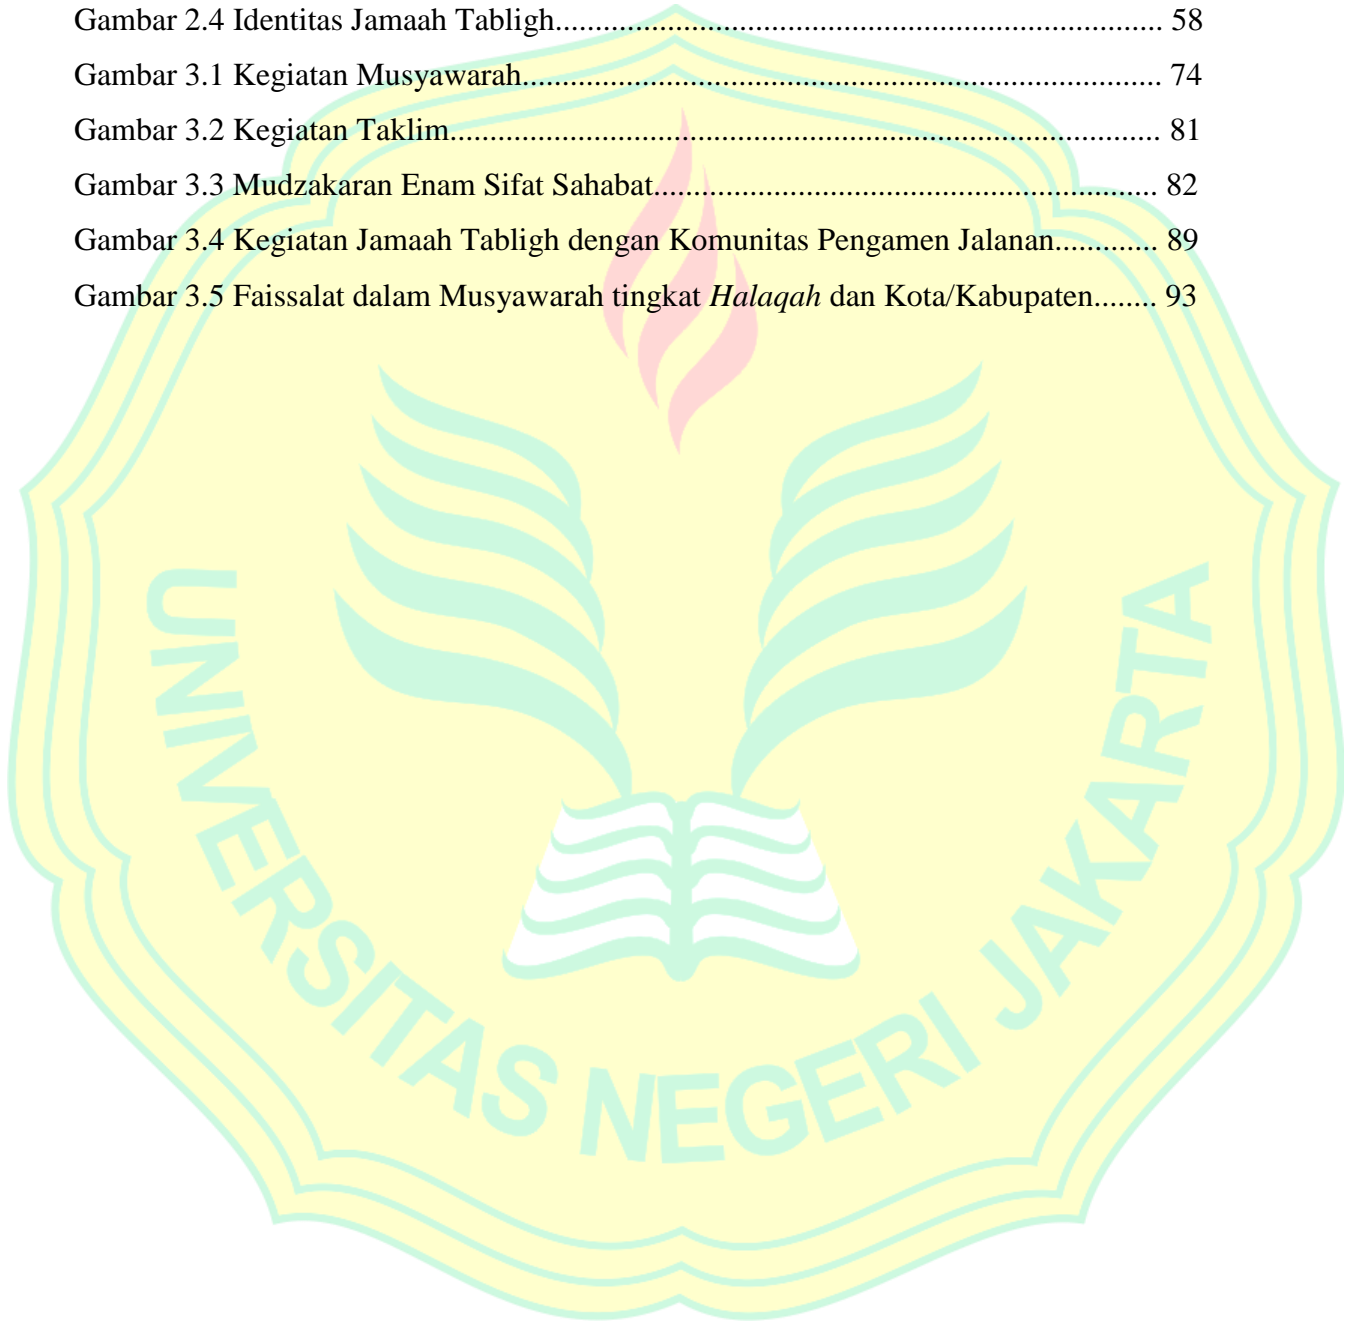 Gambar 2.4 Identitas Jamaah Tabligh............................................................................ 58
Gambar 3.1 Kegiatan Musyawarah................................................................................ 74
Gambar 3.2 Kegiatan Taklim......................................................................................... 81
Gambar 3.3 Mudzakaran Enam Sifat Sahabat............................................................... 82
Gambar 3.4 Kegiatan Jamaah Tabligh dengan Komunitas Pengamen Jalanan............. 89
Gambar 3.5 Faissalat dalam Musyawarah tingkat Halaqah dan Kota/Kabupaten........ 93
UNIVERSITAS NEGERI JAKARTA